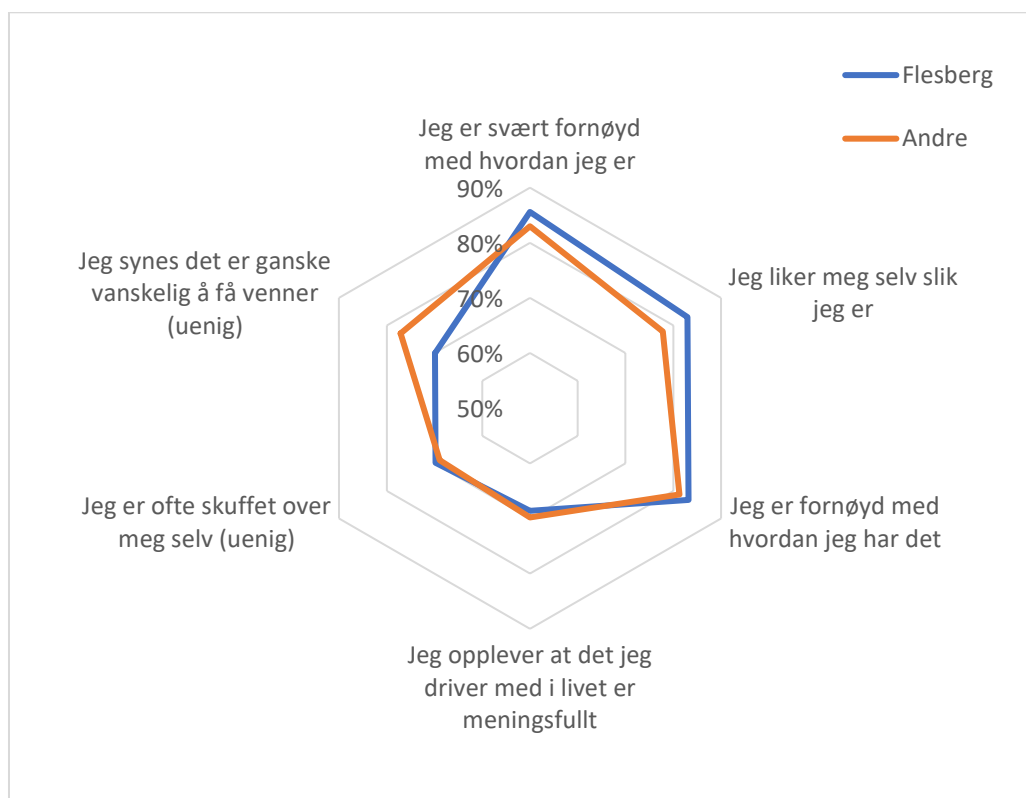 Flesberg
Andre
Jeg er svært fornøyd
med hvordan jeg er
90%
80%
70%
60%
50%
Jeg liker meg selv slik
jeg er
Jeg er fornøyd med
hvordan jeg har det
Jeg opplever at det jeg
driver med i livet er
meningsfullt
Jeg er ofte skuffet over
meg selv (uenig)
Jeg synes det er ganske
vanskelig å få venner
(uenig)